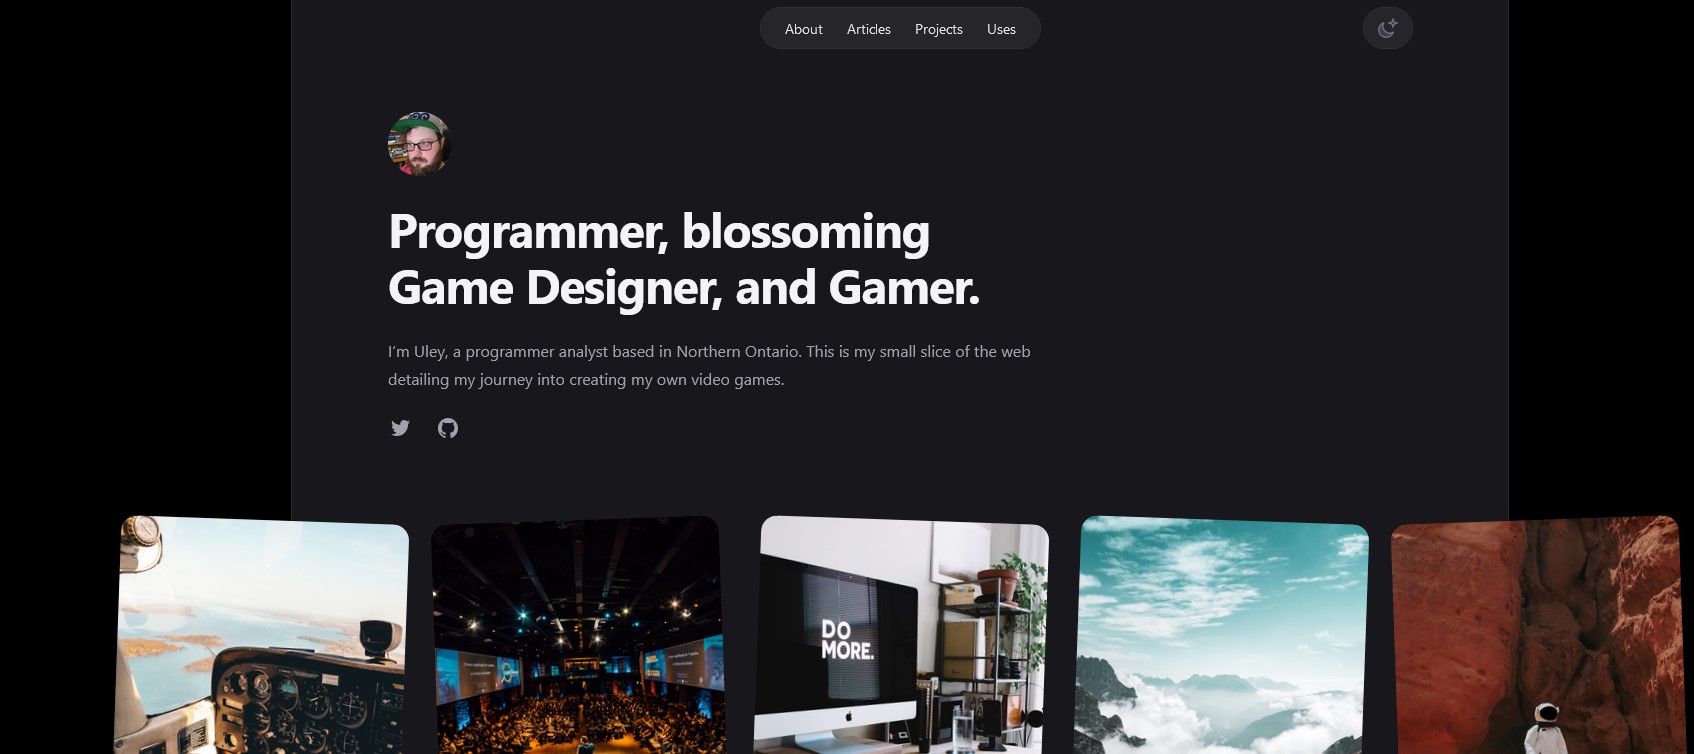 About Articles Projects Uses
Programmer, blossoming
Game Designer, and Gamer.
I'm Uley, a programmer analyst based in Northern Ontario. This is my small slice of the web
detailing my journey into creating my own video games.
DO
MORE.